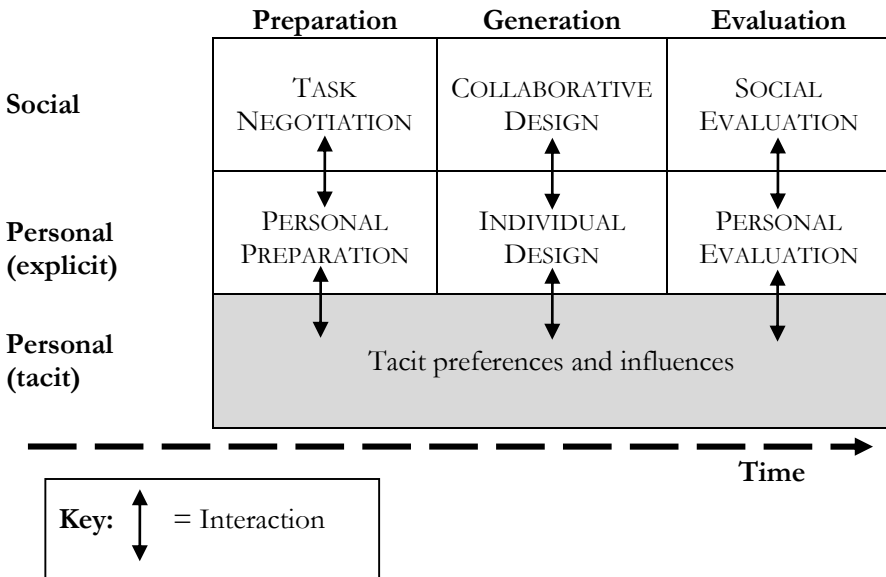 Preparation Generation Evaluation
Social
TASK
NEGOTIATION
COLLABORATIVE
DESIGN
SOCIAL
EVALUATION
Personal
(explicit)
PERSONAL
PREPARATION
INDIVIDUAL
DESIGN
PERSONAL
EVALUATION
Personal
(tacit)
Tacit preferences and influences
Time
Key: = Interaction